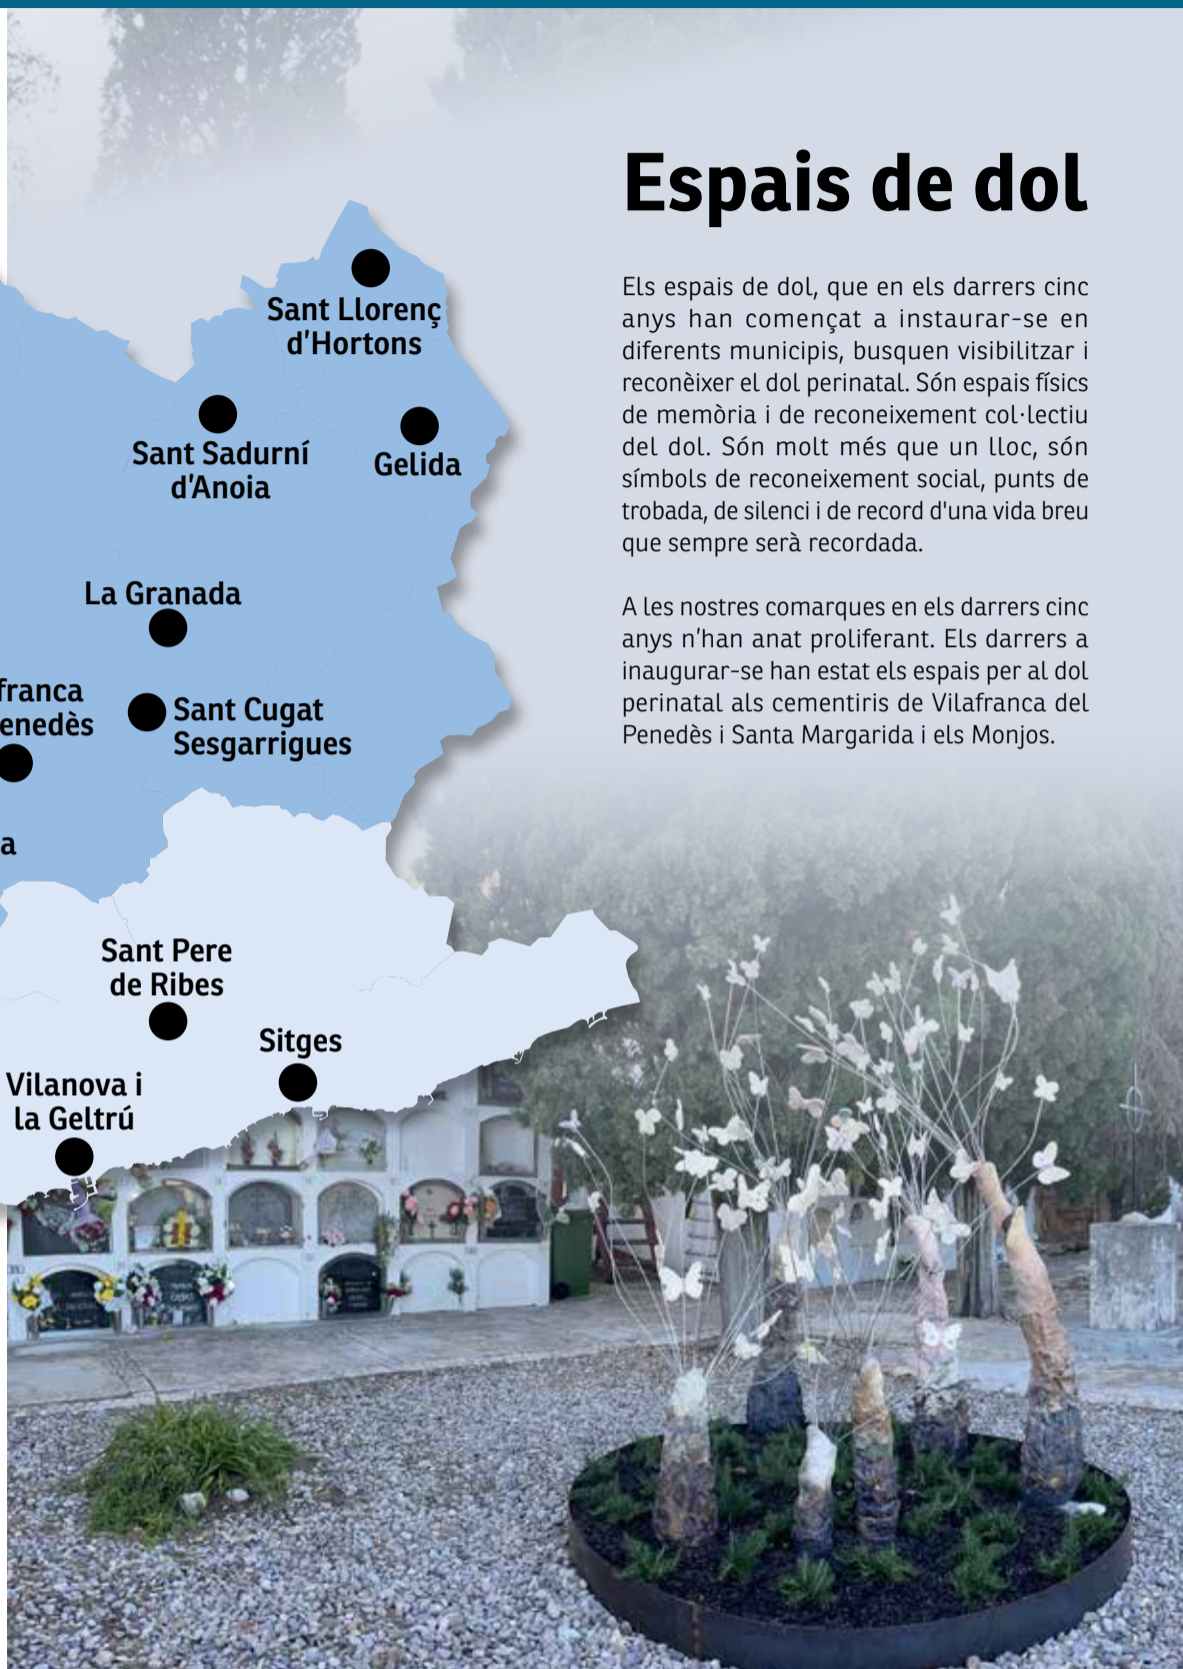 Espais de dol
Els espais de dol, que en els darrers cinc
anys han començat a instaurar-se en
diferents municipis, busquen visibilitzar i
reconèixer el dol perinatal. Són espais físics
de memòria i de reconeixement col·lectiu
del dol. Són molt més que un lloc, són
símbols de reconeixement social, punts de
trobada, de silenci i de record d'una vida breu
que sempre serà recordada.
A les nostres comarques en els darrers cinc
anys n'han anat proliferant. Els darrers a
inaugurar-se han estat els espais per al dol
perinatal als cementiris de Vilafranca del
Penedès i Santa Margarida i els Monjos.
Sant Llorenç
d'Hortons
Sant Sadurní
d'Anoia
Gelida
La Granada
franca
enedès
Sant Cugat
Sesgarrigues
a
Sant Pere
de Ribes
Sitges
Vilanova i
la Geltrú